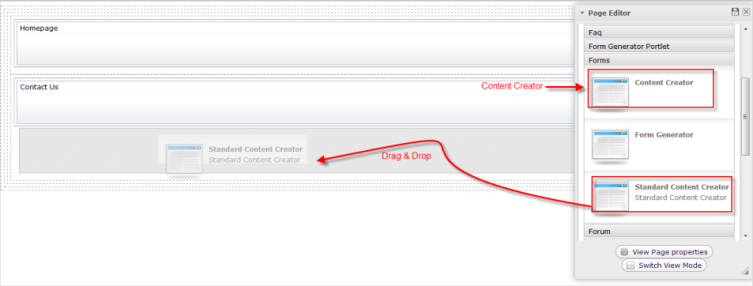 Homepage
Contact Us
Standard Content Creator
Standard Content Creator
Content Creator
Drag & Drop
Page Editor
Faq
Form Generator Portlet
Forms
Content Creator
Form Generator
Standard Content Creator
Standard Content Creator
Forum
View Page properties
Switch View Mode